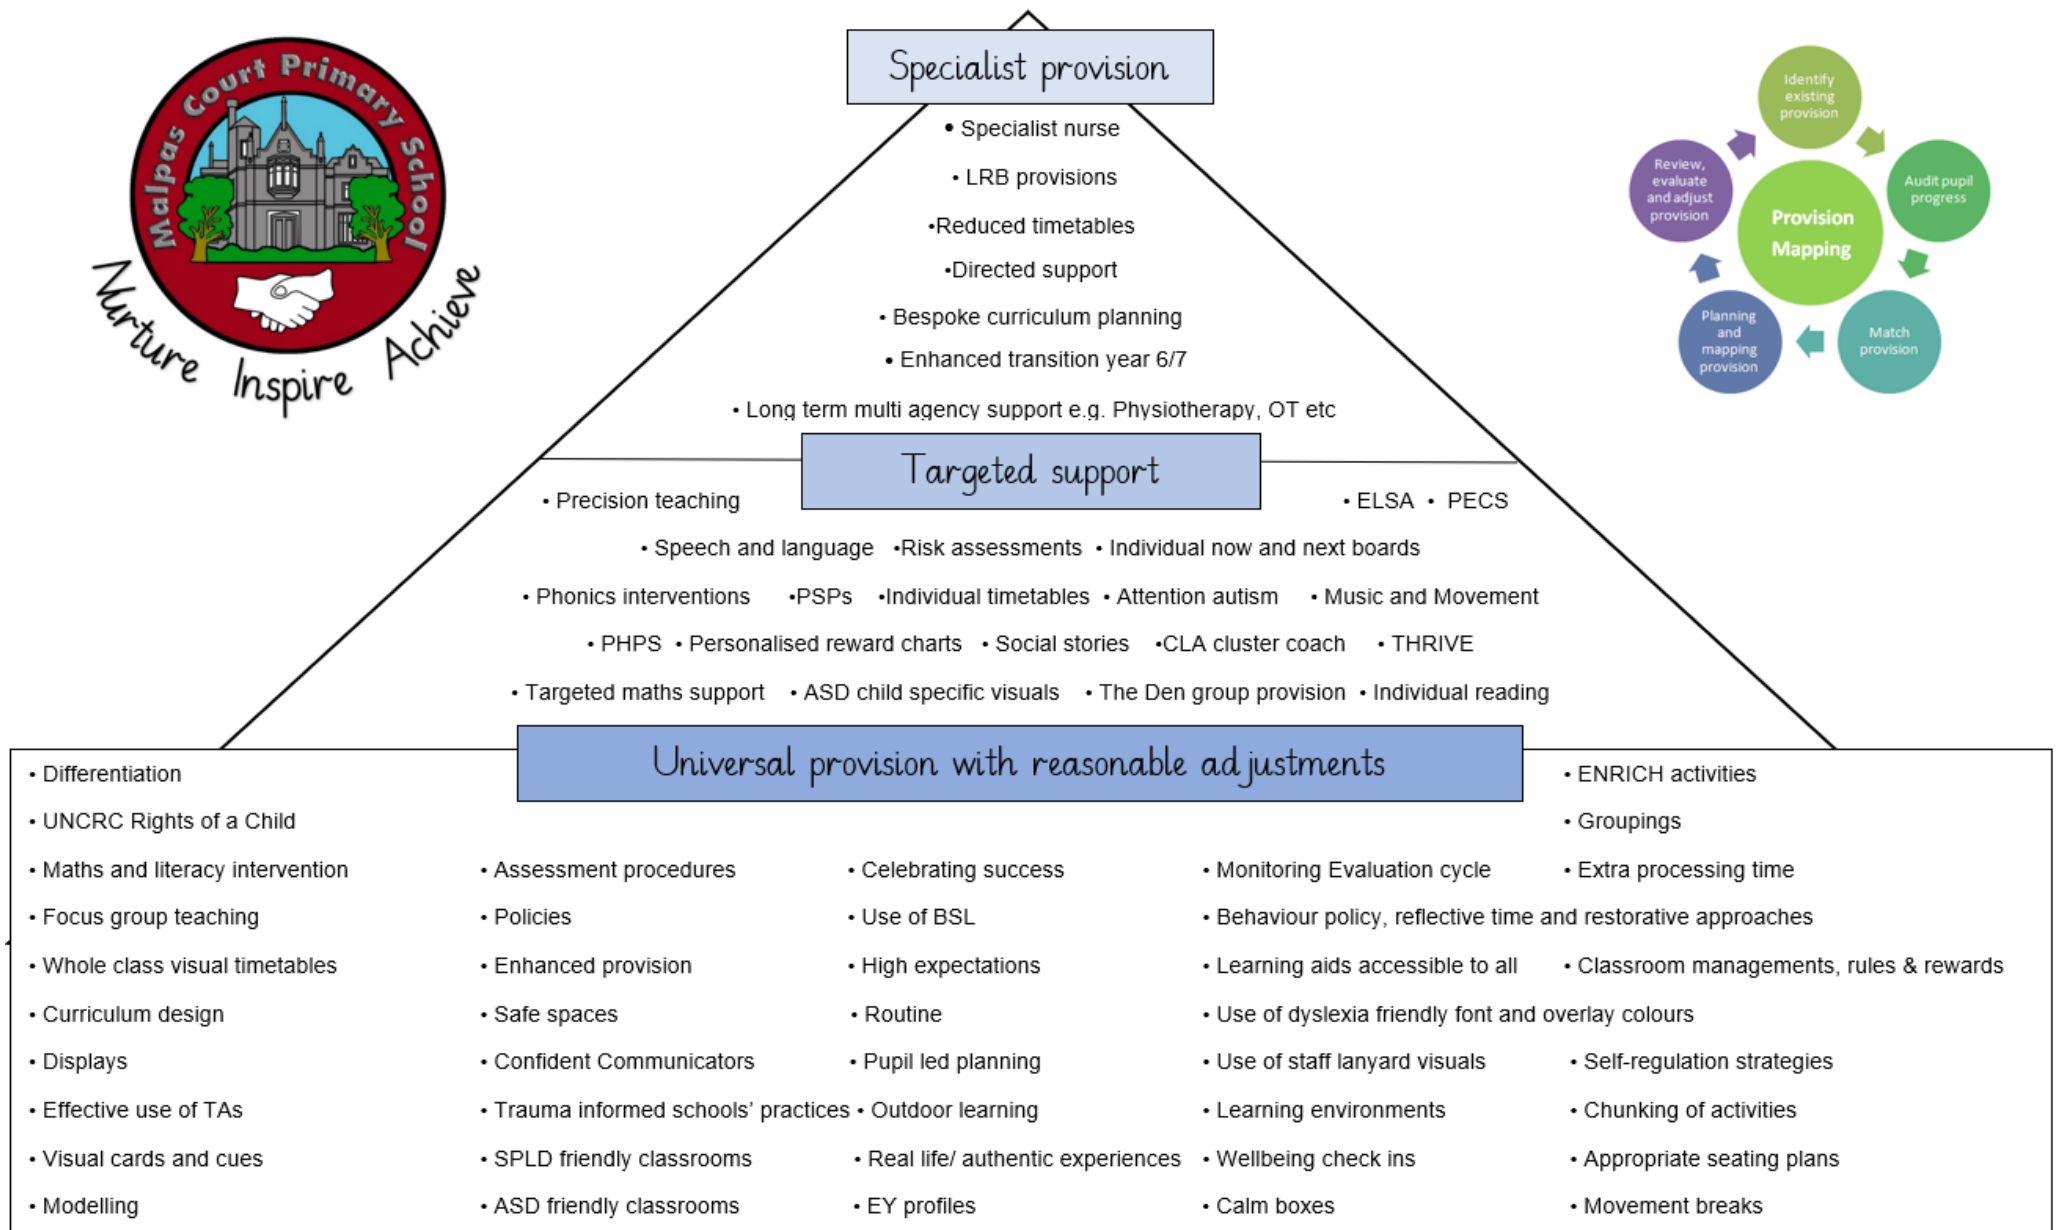 Malpas Court Primary School
Nurture Inspire Achieve
Specialist provision
• Specialist nurse
• LRB provisions
•Reduced timetables
•Directed support
• Bespoke curriculum planning
• Enhanced transition year 6/7
• Long term multi agency support e.g. Physiotherapy, OT etc
Identify
existing
provision
Audit pupil
progress
Match
provision
Planning
and
mapping
provision
Review,
evaluate
and adjust
provision
Provision
Mapping
Targeted support
• Precision teaching
• ELSA • PECS
• Speech and language •Risk assessments • Individual now and next boards
• Phonics interventions •PSPs •Individual timetables • Attention autism • Music and Movement
• PHPS • Personalised reward charts • Social stories •CLA cluster coach • THRIVE
• Targeted maths support • ASD child specific visuals • The Den group provision • Individual reading
Universal provision with reasonable adjustments
• Differentiation
• UNCRC Rights of a Child
• Maths and literacy intervention
• Focus group teaching
• Whole class visual timetables
• Curriculum design
• Displays
• Effective use of TAs
• Visual cards and cues
• Modelling
• Assessment procedures
• Policies
• Enhanced provision
• Safe spaces
• Confident Communicators
• Trauma informed schools’ practices
• SPLD friendly classrooms
• ASD friendly classrooms
• Celebrating success
• Use of BSL
• High expectations
• Routine
• Pupil led planning
• Outdoor learning
• Real life/ authentic experiences
• EY profiles
• Monitoring Evaluation cycle
• Behaviour policy, reflective time and restorative approaches
• Learning aids accessible to all
• Use of dyslexia friendly font and overlay colours
• Use of staff lanyard visuals
• Learning environments
• Wellbeing check ins
• Calm boxes
• ENRICH activities
• Groupings
• Extra processing time
• Classroom managements, rules & rewards
• Self-regulation strategies
• Chunking of activities
• Appropriate seating plans
• Movement breaks